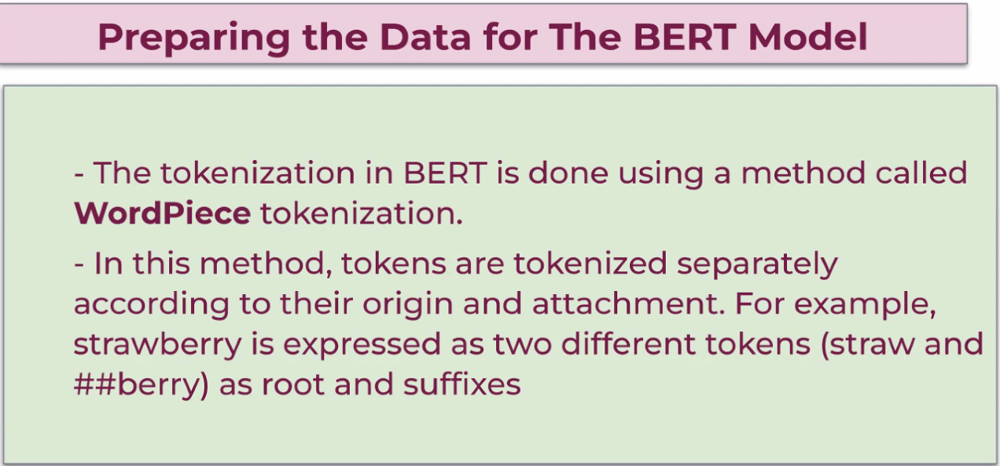 Preparing the Data for The BERT Model
- The tokenization in BERT is done using a method called
WordPiece tokenization.
- In this method, tokens are tokenized separately
according to their origin and attachment. For example,
strawberry is expressed as two different tokens (straw and
##berry) as root and suffixes